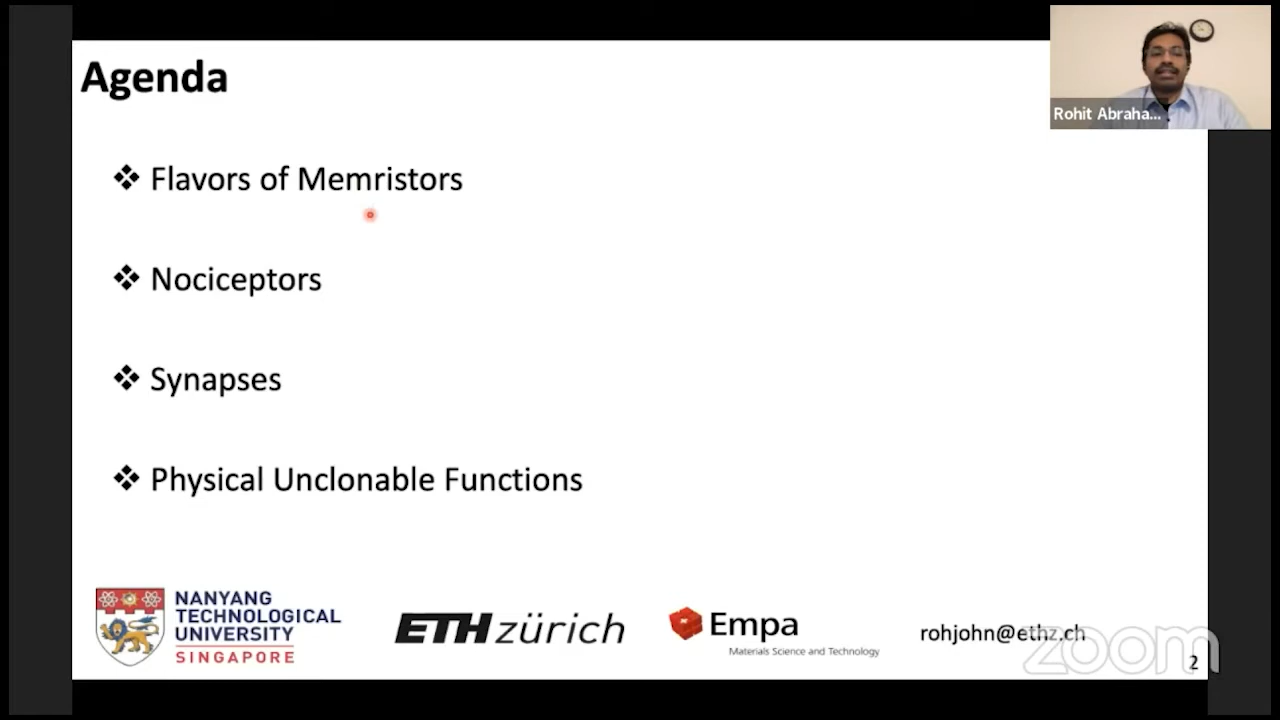 Agenda
Rohit Abraha...
Flavors of Memristors
Nociceptors
Synapses
Physical Unclonable Functions
NANYANG
TECHNOLOGICAL
UNIVERSITY
SINGAPORE
ETH zürich
Empa
Materials Science and Technology
rohjohn@ethz.ch
zoom
2